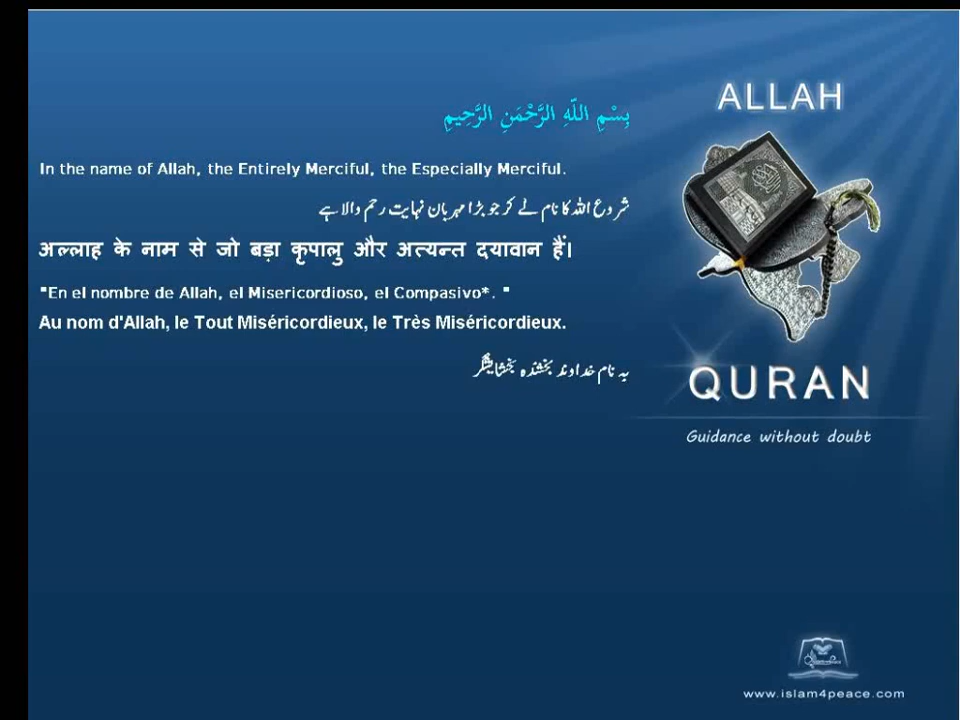 بِسْمِ اللّهِ الرَّحْمَنِ الرَّحِيمِ
In the name of Allah, the Entirely Merciful, the Especially Merciful.
شروع الله کا نام لے کر جو بڑا مہربان نہایت رحم والا ہے
अल्लाह के नाम से जो बड़ा कृपालु और अत्यन्त दयावान हैं।
"En el nombre de Allah, el Misericordioso, el Compasivo*. "
Au nom d'Allah, le Tout Miséricordieux, le Très Miséricordieux.
به نام خداوند بخشنده بخشایشگر
ALLAH
QURAN
Guidance without doubt
www.islam4peace.com